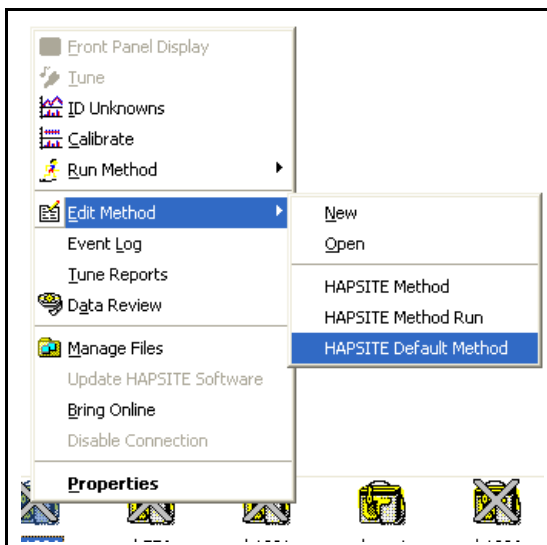 Front Panel Display
Tune
ID Unknowns
Calibrate
Run Method
Edit Method
New
Event Log
Open
Tune Reports
HAPSITE Method
Data Review
HAPSITE Method Run
Manage Files
HAPSITE Default Method
Update HAPSITE Software
Bring Online
Disable Connection
Properties